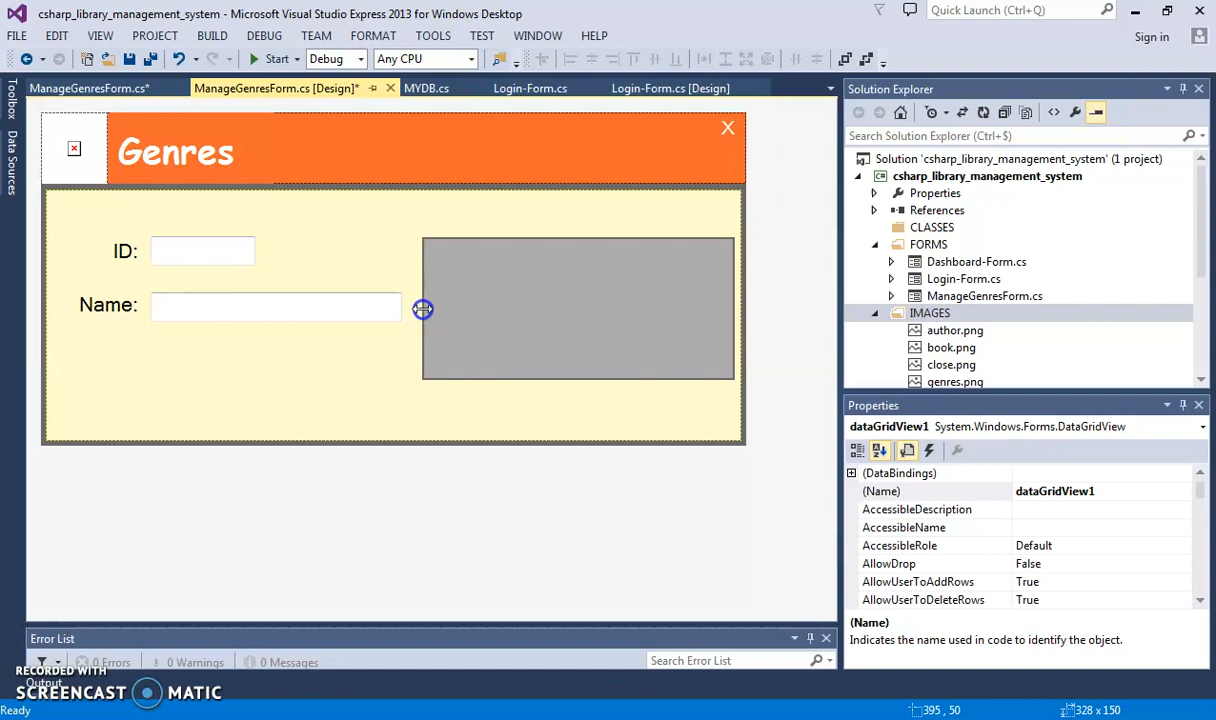 csharp_library_management_system - Microsoft Visual Studio Express 2013 for Windows Desktop
Quick Launch (Ctrl+Q)
FILE EDIT VIEW PROJECT BUILD DEBUG TEAM FORMAT TOOLS TEST WINDOW HELP
Sign in
Start Debug Any CPU
Toolbox
Data Sources
ManageGenresForm.cs* ManageGenresForm.cs [Design]* MYDB.cs Login-Form.cs Login-Form.cs [Design]
Genres X
ID:
Name:
Solution Explorer
Search Solution Explorer (Ctrl+$)
Solution 'csharp_library_management_system' (1 project)
csharp_library_management_system
Properties
References
CLASSES
FORMS
Dashboard-Form.cs
Login-Form.cs
ManageGenresForm.cs
IMAGES
author.png
book.png
close.png
genres.png
Properties
dataGridView1 System.Windows.Forms.DataGridView
(DataBindings)
(Name) dataGridView1
AccessibleDescription
AccessibleName
AccessibleRole Default
AllowDrop False
AllowUserToAddRows True
AllowUserToDeleteRows True
(Name)
Indicates the name used in code to identify the object.
Error List
0 Errors 0 Warnings 0 Messages
Search Error List
Output
RECORDED WITH
SCREENCAST MATIC
Ready
395 , 50
328 x 150